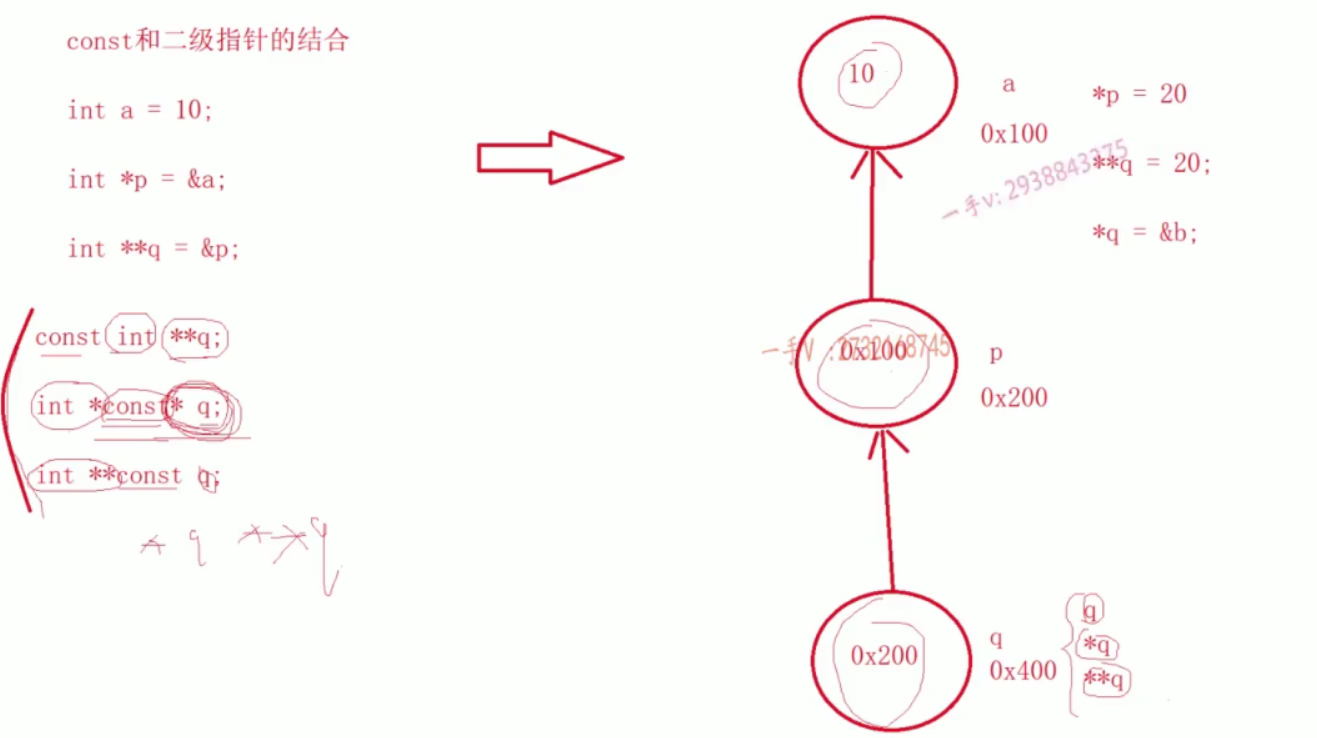 const和二级指针的结合
int a = 10;
int *p = &a;
int **q = &p;
const int **q;
int *const* q;
int **const q;
* q **q
10
a
0x100
*p = 20
**q = 20;
*q = &b;
一手v: 2938843275
0x100
一手V :2732168745
p
0x200
0x200
q
0x400
q
*q
**q